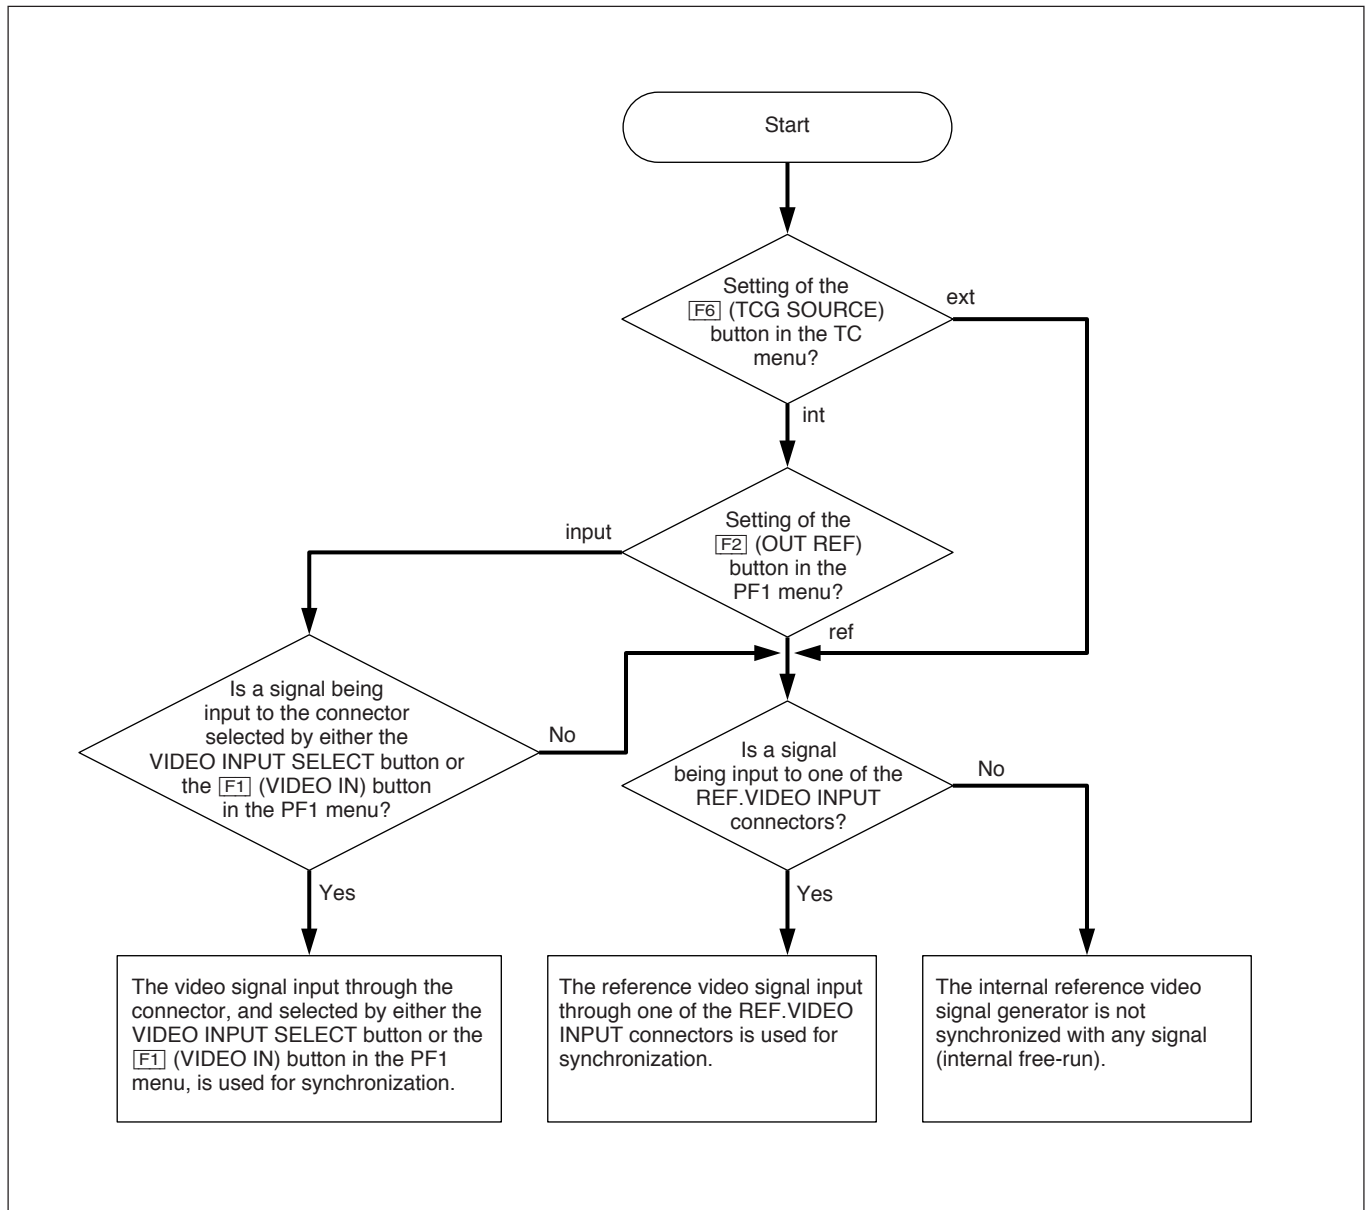 Start
Setting of the
F6 (TCG SOURCE)
button in the TC
menu?
ext
int
Setting of the
F2 (OUT REF)
button in the
PF1 menu?
input
ref
Is a signal being
input to the connector
selected by either the
VIDEO INPUT SELECT button or
the F1 (VIDEO IN) button
in the PF1 menu?
No
Is a signal
being input to one of the
REF.VIDEO INPUT
connectors?
No
Yes
Yes
The video signal input through the
connector, and selected by either the
VIDEO INPUT SELECT button or the
F1 (VIDEO IN) button in the PF1
menu, is used for synchronization.
The reference video signal input
through one of the REF.VIDEO
INPUT connectors is used for
synchronization.
The internal reference video
signal generator is not
synchronized with any signal
(internal free-run).